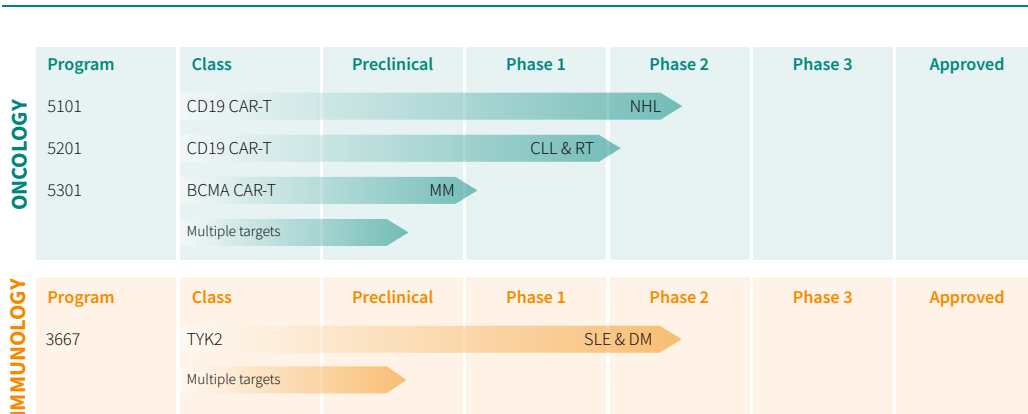 ONCOLOGY
Program Class Preclinical Phase 1 Phase 2 Phase 3 Approved
5101 CD19 CAR-T NHL
5201 CD19 CAR-T CLL & RT
5301 BCMA CAR-T MM
Multiple targets
IMMUNOLOGY
Program Class Preclinical Phase 1 Phase 2 Phase 3 Approved
3667 TYK2 SLE & DM
Multiple targets